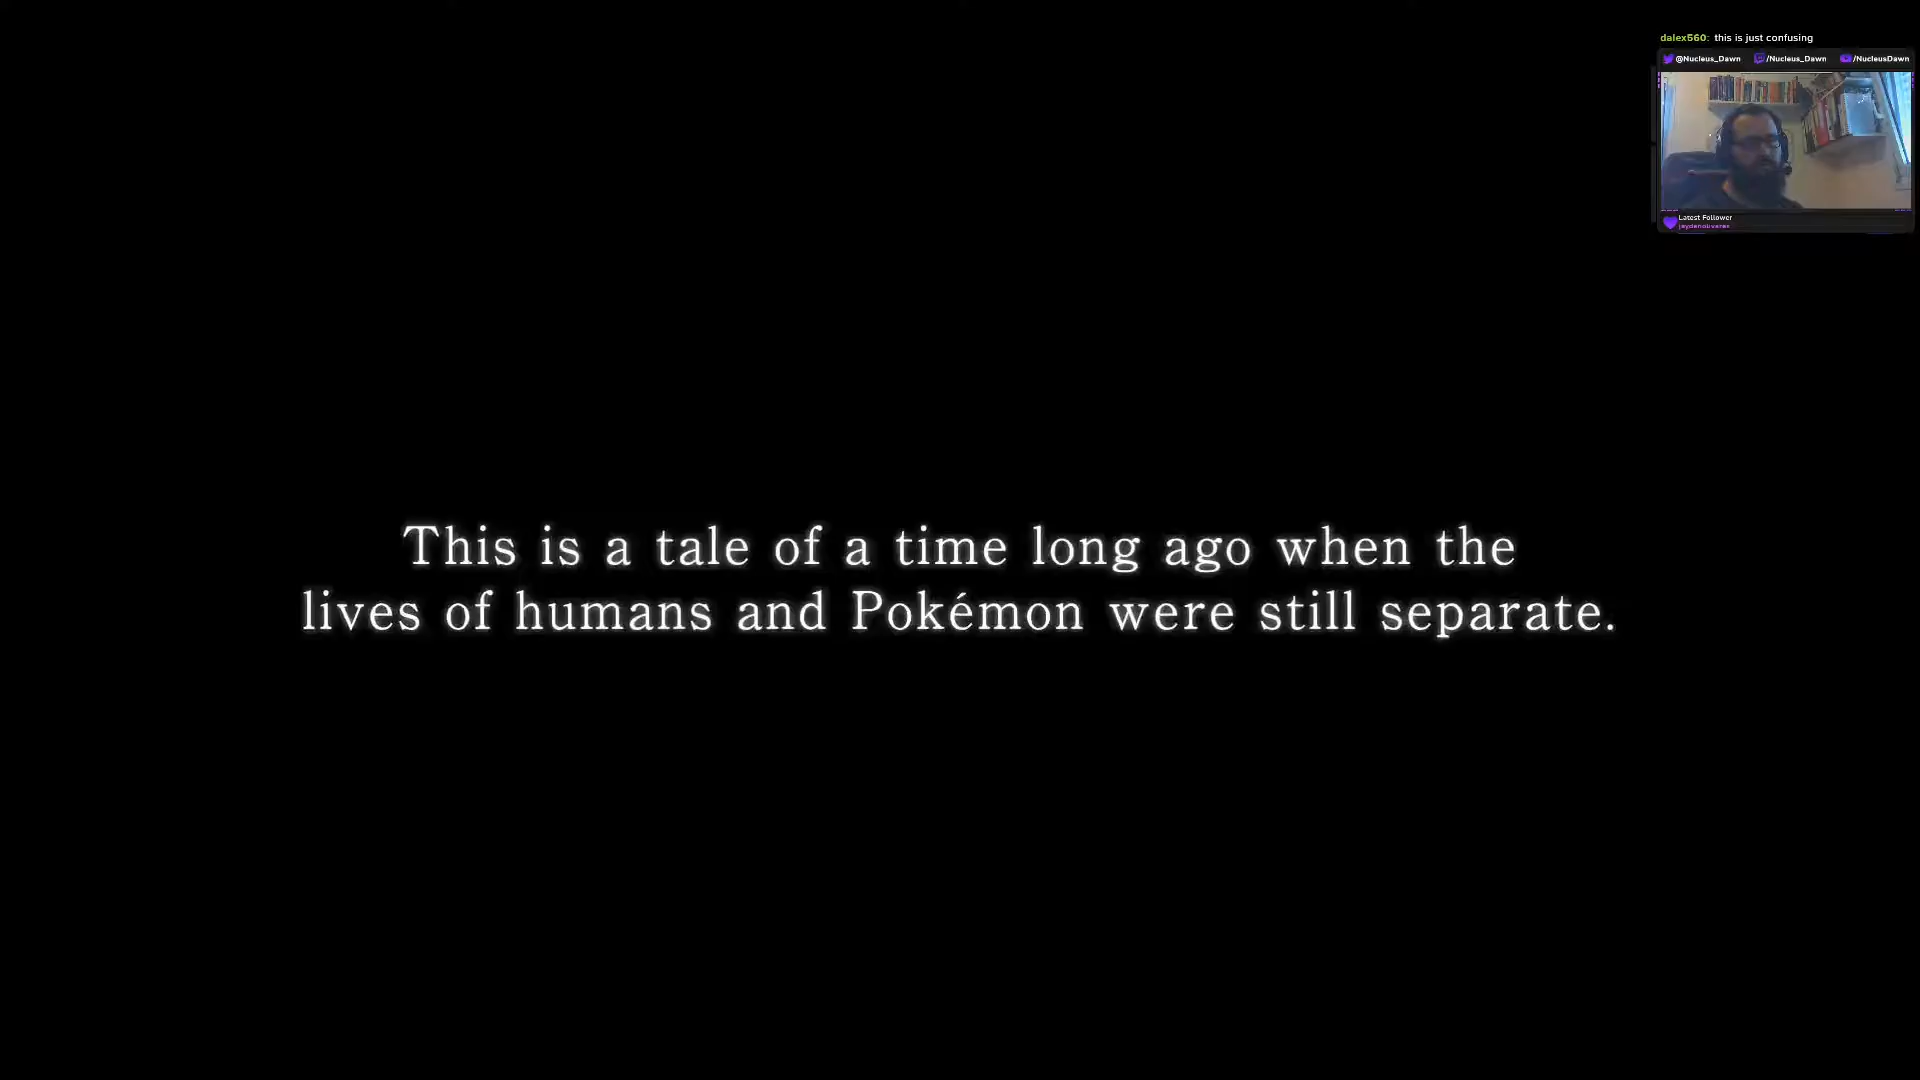 dalex560: this is just confusing
@Nucleus_Dawn /Nucleus_Dawn /NucleusDawn
Latest Follower
This is a tale of a time long ago when the
lives of humans and Pokémon were still separate.